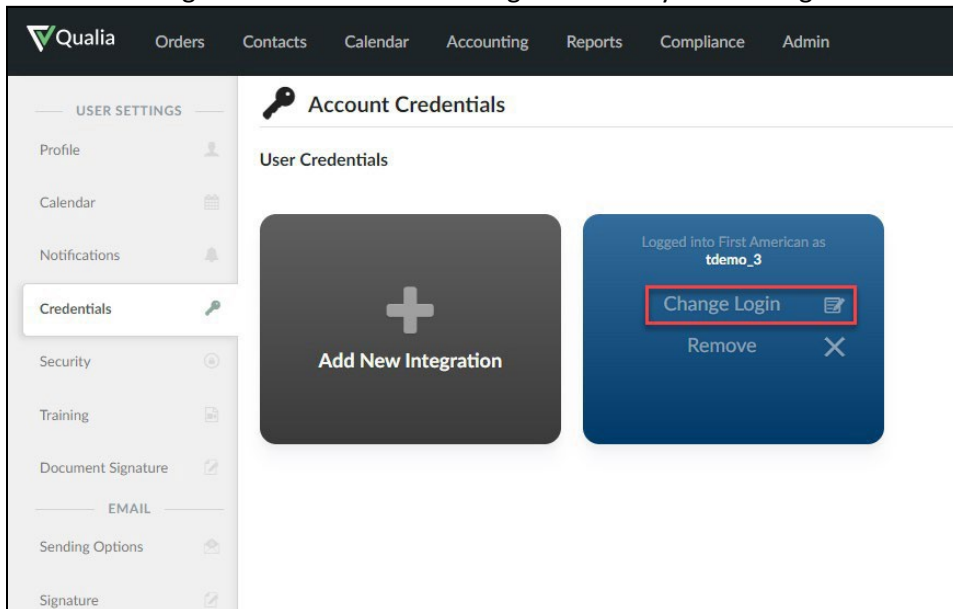 Qualia Orders Contacts Calendar Accounting Reports Compliance Admin
USER SETTINGS
Profile
Calendar
Notifications
Credentials
Security
Training
Document Signature
EMAIL
Sending Options
Signature
Account Credentials
User Credentials
Add New Integration
Logged into First American as
tdemo_3
Change Login
Remove